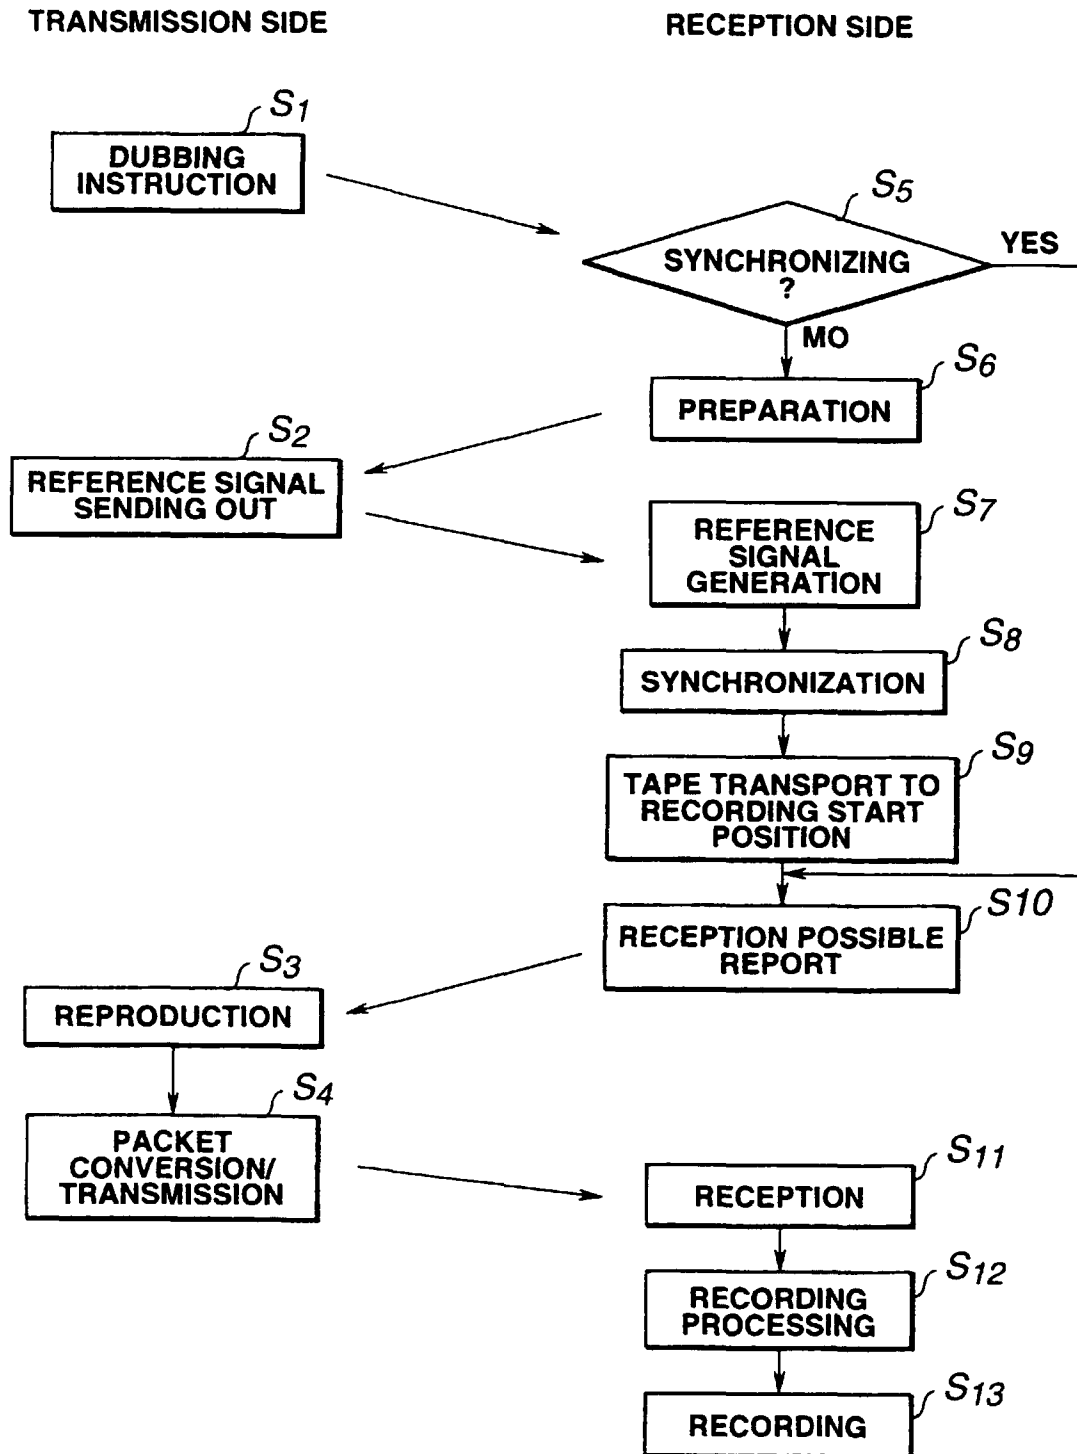 TRANSMISSION SIDE
RECEPTION SIDE
S1
DUBBING
INSTRUCTION
S5
SYNCHRONIZING
?
YES
MO
S6
PREPARATION
S2
REFERENCE SIGNAL
SENDING OUT
S7
REFERENCE
SIGNAL
GENERATION
S8
SYNCHRONIZATION
S9
TAPE TRANSPORT TO
RECORDING START
POSITION
S10
RECEPTION POSSIBLE
REPORT
S3
REPRODUCTION
S4
PACKET
CONVERSION/
TRANSMISSION
S11
RECEPTION
S12
RECORDING
PROCESSING
S13
RECORDING